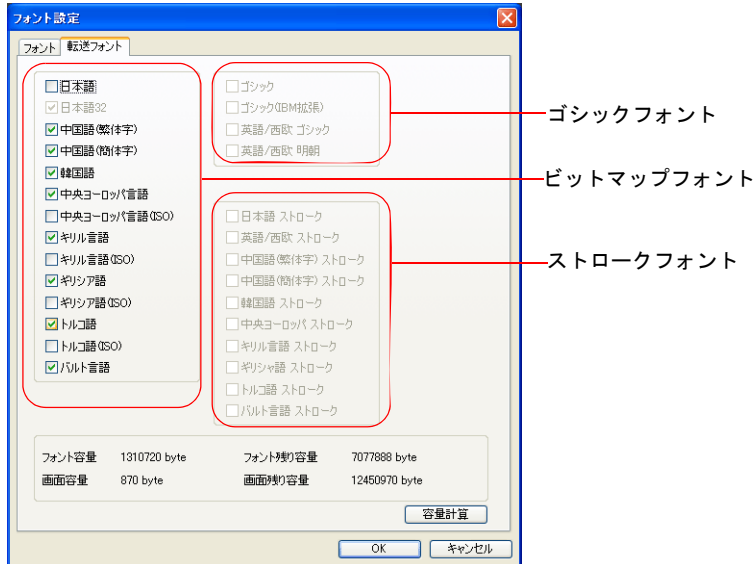 フォント設定
フォント 転送フォント
日本語
日本語32
中国語(繁体字)
中国語(簡体字)
韓国語
中央ヨーロッパ言語
中央ヨーロッパ言語(ISO)
キリル言語
キリル言語(ISO)
ギリシア語
ギリシア語(ISO)
トルコ語
トルコ語(ISO)
バルト言語
ゴシック
ゴシック(IBM拡張)
英語/西欧 ゴシック
英語/西欧 明朝
日本語 ストローク
英語/西欧 ストローク
中国語(繁体字) ストローク
中国語(簡体字) ストローク
韓国語 ストローク
中央ヨーロッパ ストローク
キリル言語 ストローク
ギリシャ語 ストローク
トルコ語 ストローク
バルト言語 ストローク
ゴシックフォント
ビットマップフォント
ストロークフォント
フォント容量 1310720 byte フォント残り容量 7077888 byte
画面容量 870 byte 画面残り容量 12450970 byte
容量計算
OK キャンセル